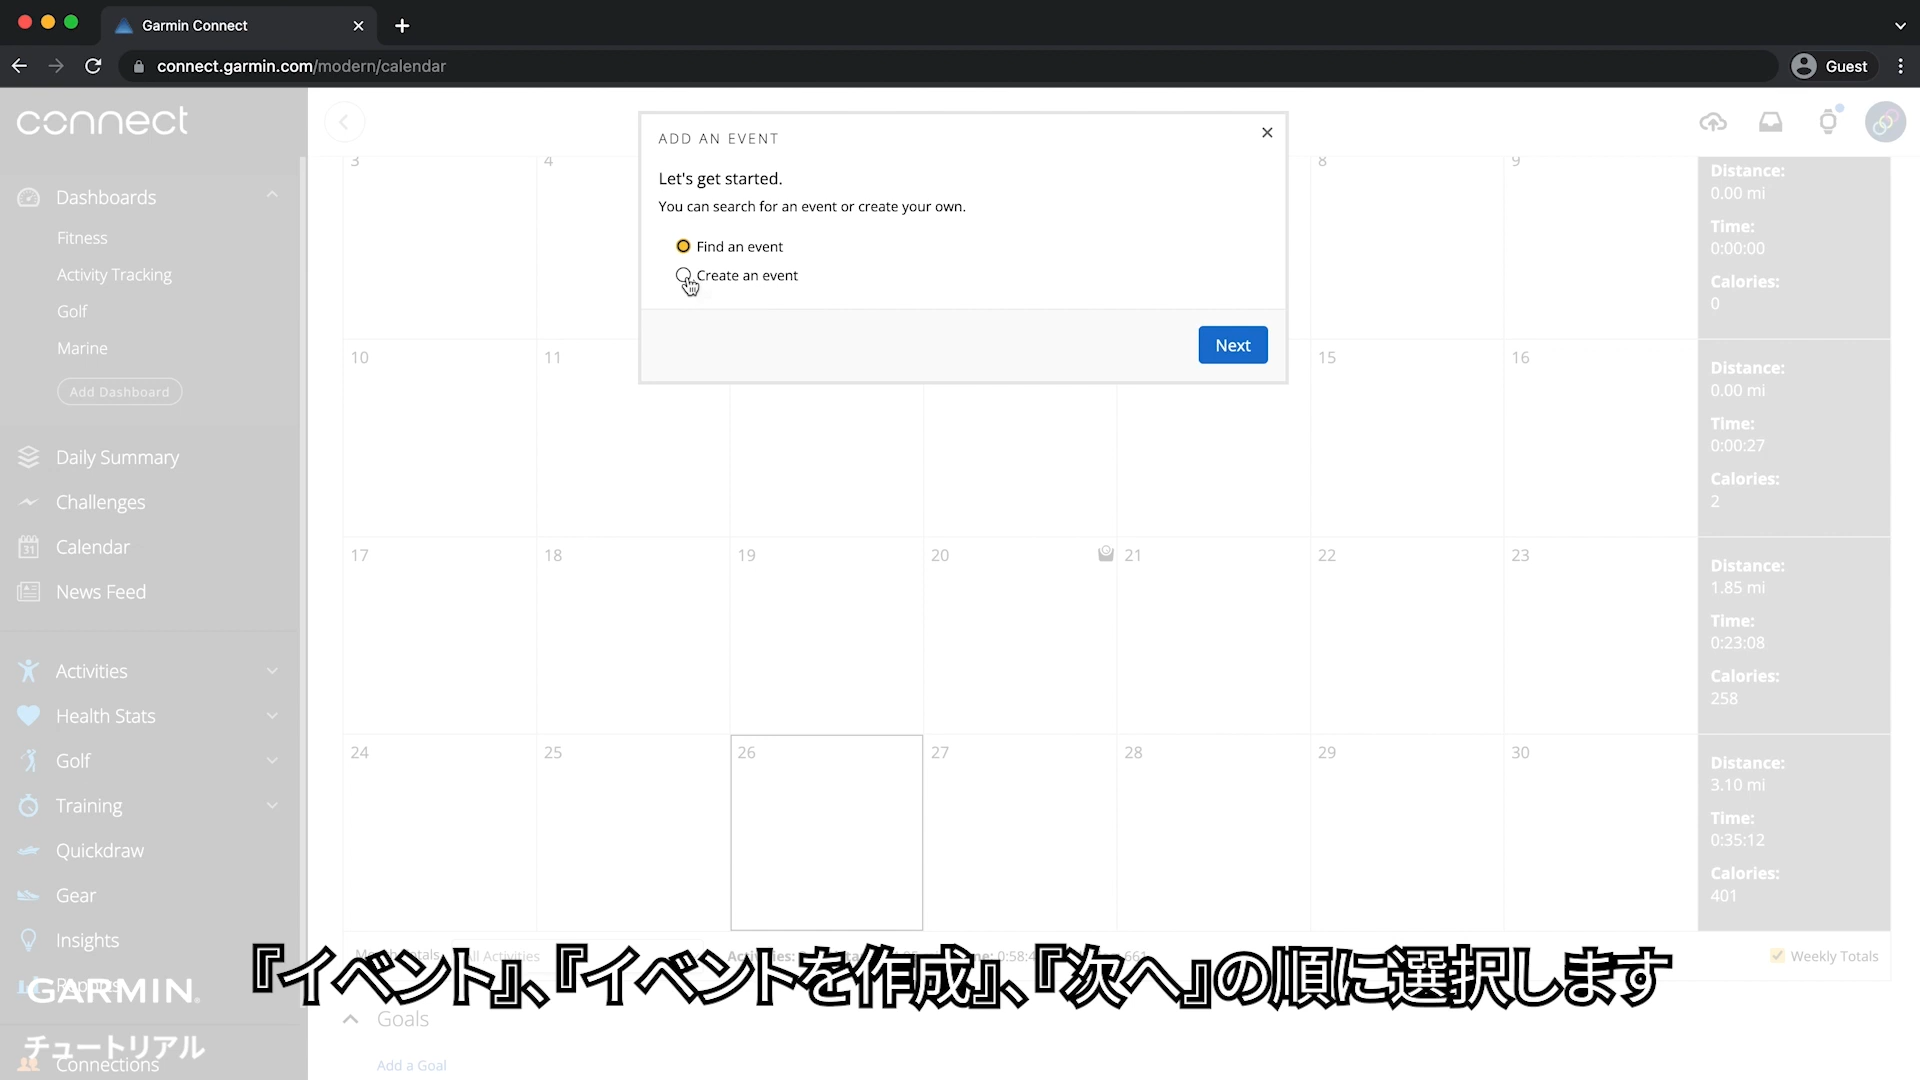 Garmin Connect
connect.garmin.com/modern/calendar
Guest
connect
Dashboards
Fitness
Activity Tracking
Golf
Marine
Add Dashboard
Daily Summary
Challenges
Calendar
News Feed
Activities
Health Stats
Golf
Training
Quickdraw
Gear
Insights
Reports
Connections
GARMIN
チュートリアル
ADD AN EVENT
Let's get started.
You can search for an event or create your own.
Find an event
Create an event
Next
3 4 8 9
Distance:
0.00 mi
Time:
0:00:00
Calories:
0
10 11 15 16
Distance:
0.00 mi
Time:
0:00:27
Calories:
2
17 18 19 20 21 22 23
Distance:
1.85 mi
Time:
0:23:08
Calories:
258
24 25 26 27 28 29 30
Distance:
3.10 mi
Time:
0:35:12
Calories:
401
All Activities
Weekly Totals
『イベント』、『イベントを作成』、『次へ』の順に選択します
Goals
Add a Goal